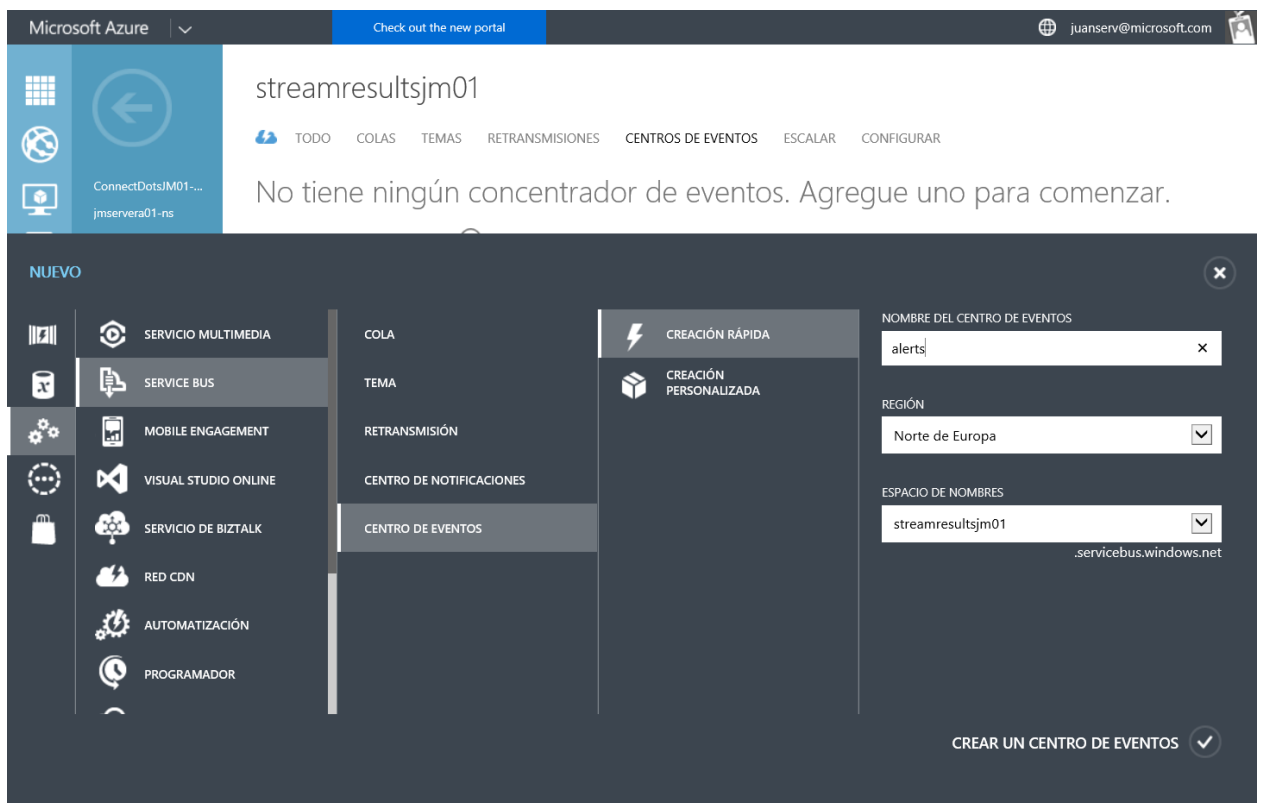 Microsoft Azure
Check out the new portal
juanserv@microsoft.com
streamresultsjm01
TODO COLAS TEMAS RETRANSMISIONES CENTROS DE EVENTOS ESCALAR CONFIGURAR
ConnectDotsJM01-...
jmservera01-ns
No tiene ningún concentrador de eventos. Agregue uno para comenzar.
NUEVO
SERVICIO MULTIMEDIA
SERVICE BUS
MOBILE ENGAGEMENT
VISUAL STUDIO ONLINE
SERVICIO DE BIZTALK
RED CDN
AUTOMATIZACIÓN
PROGRAMADOR
COLA
TEMA
RETRANSMISIÓN
CENTRO DE NOTIFICACIONES
CENTRO DE EVENTOS
CREACIÓN RÁPIDA
CREACIÓN
PERSONALIZADA
NOMBRE DEL CENTRO DE EVENTOS
alerts
REGIÓN
Norte de Europa
ESPACIO DE NOMBRES
streamresultsjm01
.servicebus.windows.net
CREAR UN CENTRO DE EVENTOS